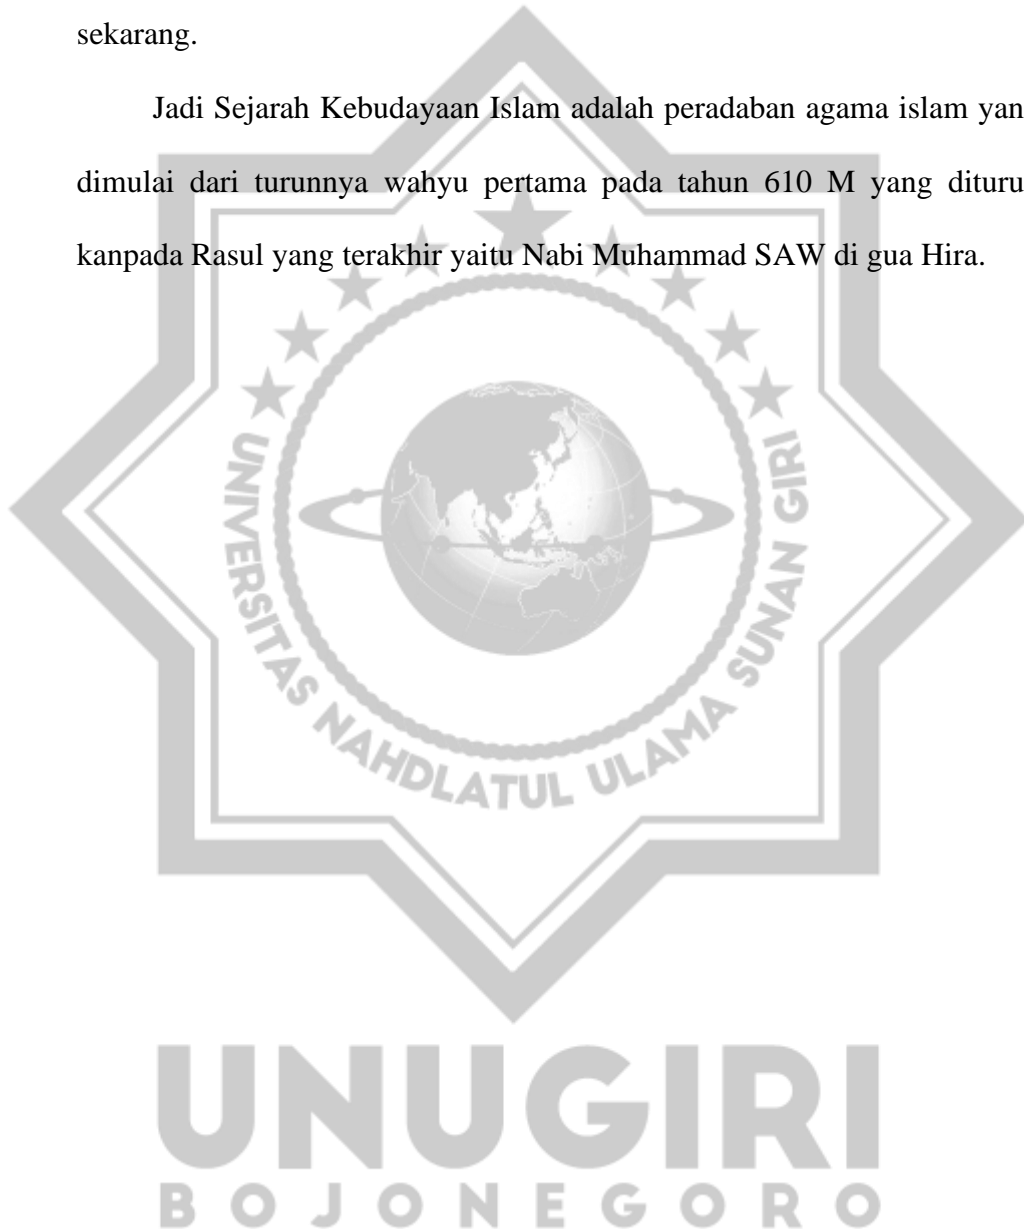 sekarang.
Jadi Sejarah Kebudayaan Islam adalah peradaban agama islam yan
dimulai dari turunnya wahyu pertama pada tahun 610 M yang dituru
kanpada Rasul yang terakhir yaitu Nabi Muhammad SAW di gua Hira.
UNIVERSITAS NAHDLATUL ULAMA SUNAN GIRI
UNUGIRI
BOJONEGORO